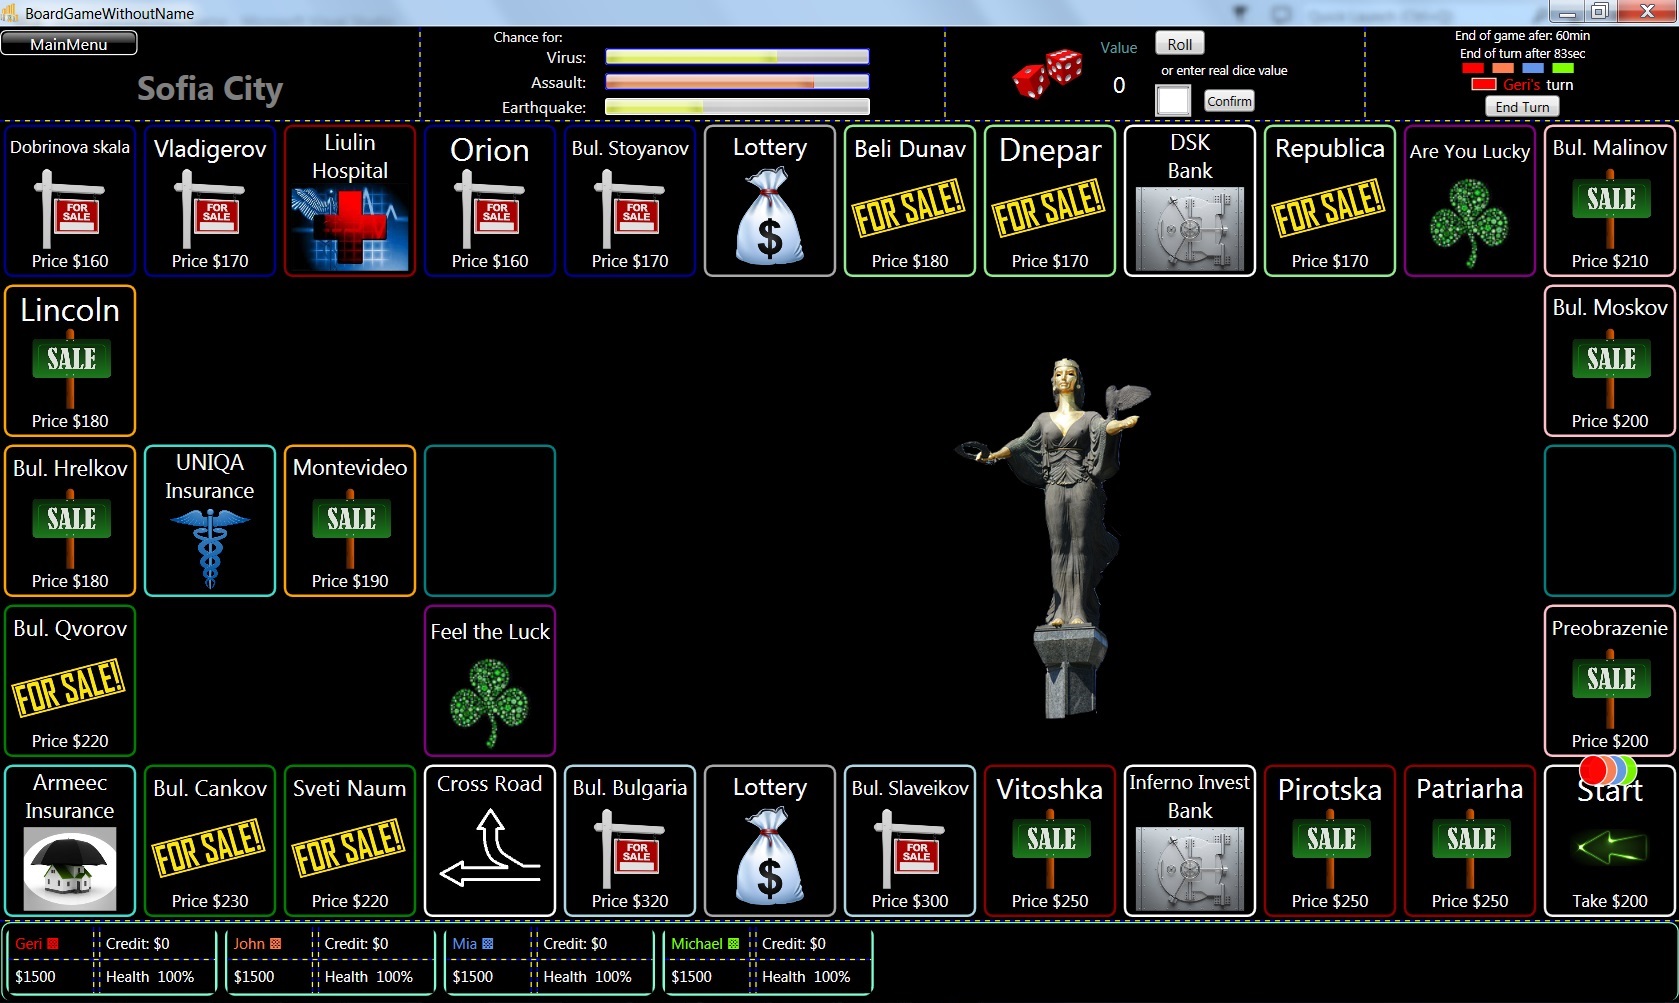 BoardGameWithoutName
MainMenu
Sofia City
Chance for:
Virus:
Assault:
Earthquake:
Value
0
Roll
or enter real dice value
Confirm
End of game afer: 60min
End of turn after 83sec
Geri's turn
End Turn
Dobrinova skala
FOR
SALE
Price $160
Vladigerov
FOR
SALE
Price $170
Liulin
Hospital
Orion
FOR
SALE
Price $160
Bul. Stoyanov
FOR
SALE
Price $170
Lottery
$
Beli Dunav
FOR SALE!
Price $180
Dnepar
FOR SALE!
Price $170
DSK
Bank
Republica
FOR SALE!
Price $170
Are You Lucky
Bul. Malinov
SALE
Price $210
Lincoln
SALE
Price $180
Bul. Moskov
SALE
Price $200
Bul. Hrelkov
SALE
Price $180
UNIQA
Insurance
Montevideo
SALE
Price $190
Bul. Qvorov
FOR SALE!
Price $220
Feel the Luck
Preobrazenie
SALE
Price $200
Armeec
Insurance
Bul. Cankov
FOR SALE!
Price $230
Sveti Naum
FOR SALE!
Price $220
Cross Road
Bul. Bulgaria
FOR
SALE
Price $320
Lottery
$
Bul. Slaveikov
FOR
SALE
Price $300
Vitoshka
SALE
Price $250
Inferno Invest
Bank
Pirotska
SALE
Price $250
Patriarha
SALE
Price $250
Start
Take $200
Geri
Credit: $0
$1500
Health 100%
John
Credit: $0
$1500
Health 100%
Mia
Credit: $0
$1500
Health 100%
Michael
Credit: $0
$1500
Health 100%